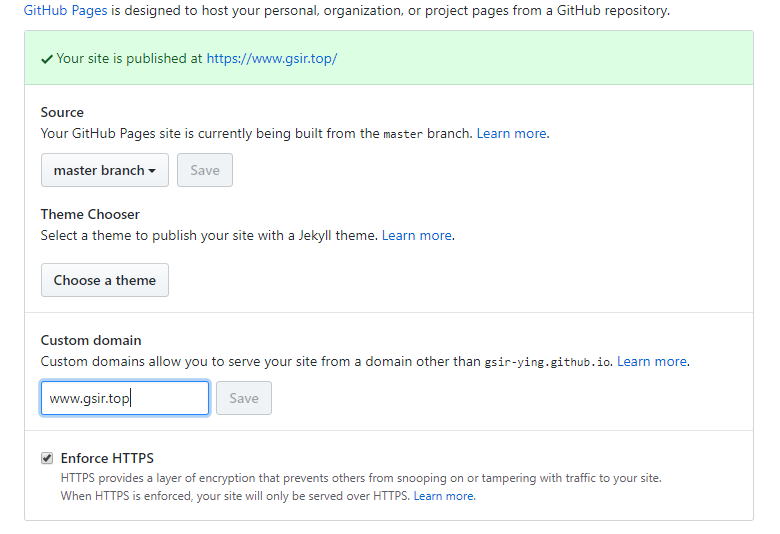 GitHub Pages is designed to host your personal, organization, or project pages from a GitHub repository.
Your site is published at https://www.gsir.top/
Source
Your GitHub Pages site is currently being built from the master branch. Learn more.
master branch
Save
Theme Chooser
Select a theme to publish your site with a Jekyll theme. Learn more.
Choose a theme
Custom domain
Custom domains allow you to serve your site from a domain other than gsir-ying.github.io. Learn more.
www.gsir.top
Save
Enforce HTTPS
HTTPS provides a layer of encryption that prevents others from snooping on or tampering with traffic to your site.
When HTTPS is enforced, your site will only be served over HTTPS. Learn more.